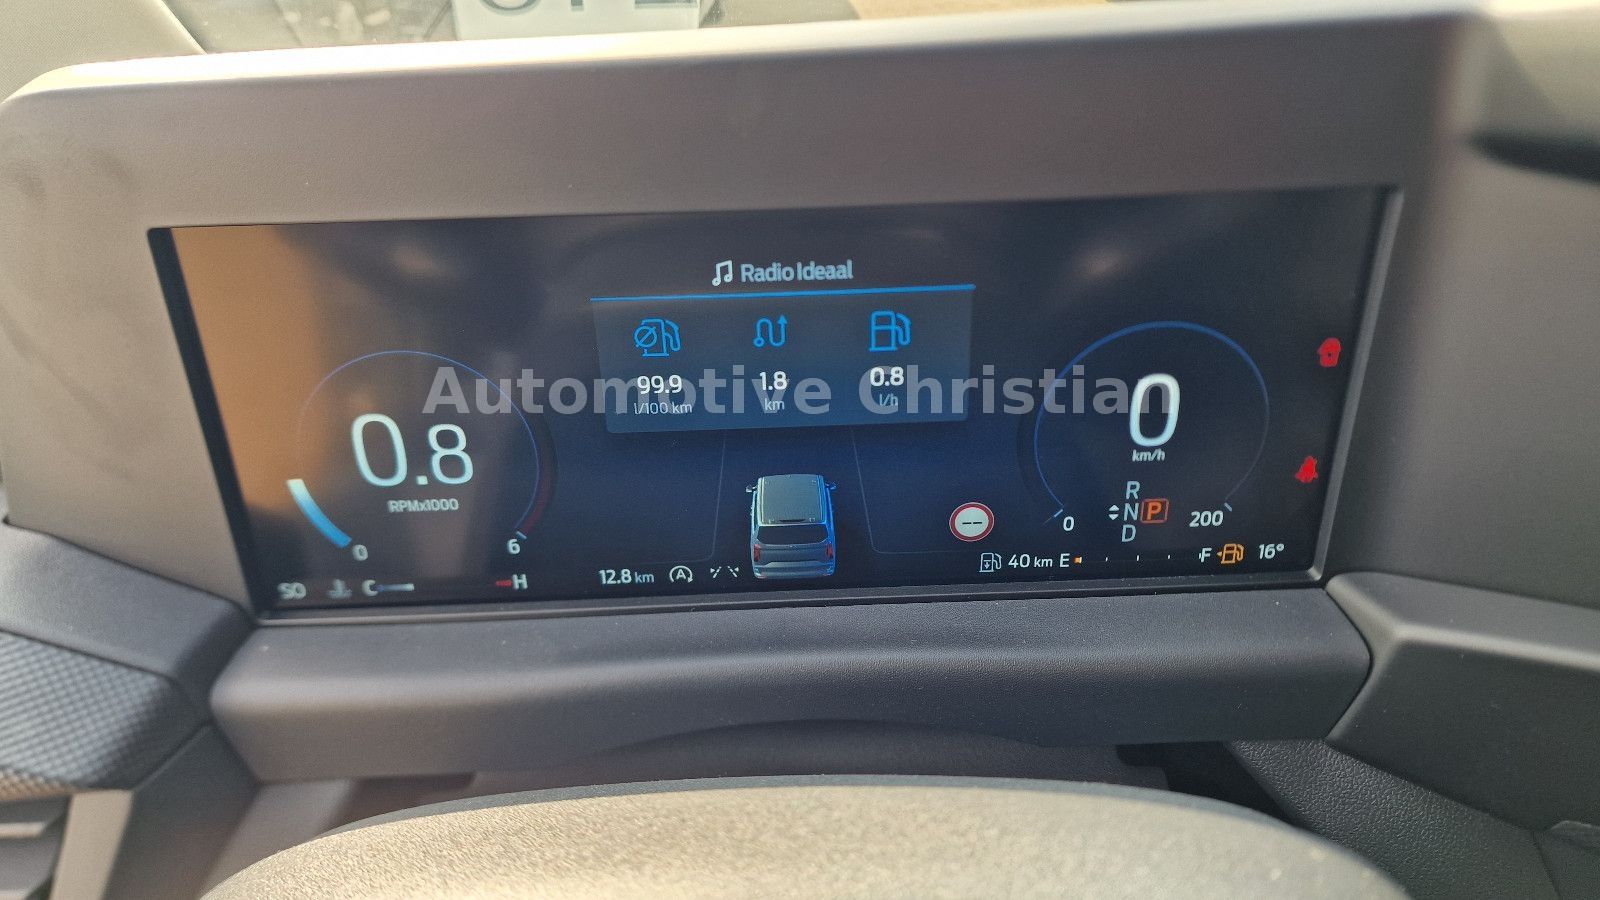 Radio Ideaal
99.9 1.8 0.8
l/100 km km l/h
Automotive Christian
0.8
RPMx1000
0 6
C H
12.8 km A
--
0
km/h
R
N P
D
0 200
40 km E F 16°